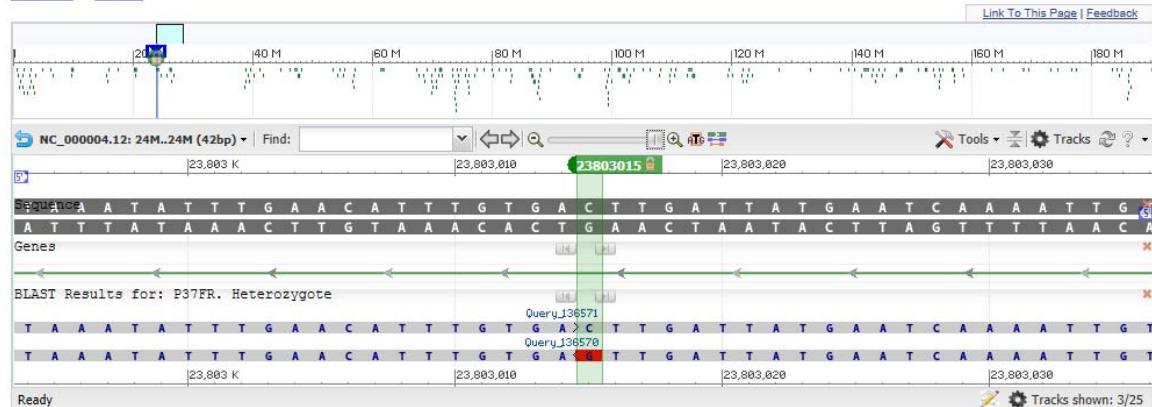 Link To This Page | Feedback
20 M 40 M 60 M 80 M 100 M 120 M 140 M 160 M 180 M
NC_000004.12: 24M..24M (42bp) Find: ATG Tools Tracks ?
23,803 K 23,803,010 23803015 23,803,020 23,803,030
5'
Sequence A T A T T T G A A C A T T T G T G A C T T G A T T A T G A A T C A A A A T T G
A T T T A T A A A C T T G T A A A C A C T G A A C T A A T A C T T A G T T T T A A C A
5'
Genes
BLAST Results for: P37FR. Heterozygote
Query_136571
T A A A T A T T T G A A C A T T T G T G A C T T G A T T A T G A A T C A A A A T T G T
Query_136570
T A A A T A T T T G A A C A T T T G T G A G T T G A T T A T G A A T C A A A A T T G T
23,803 K 23,803,010 23,803,020 23,803,030
Ready Tracks shown: 3/25